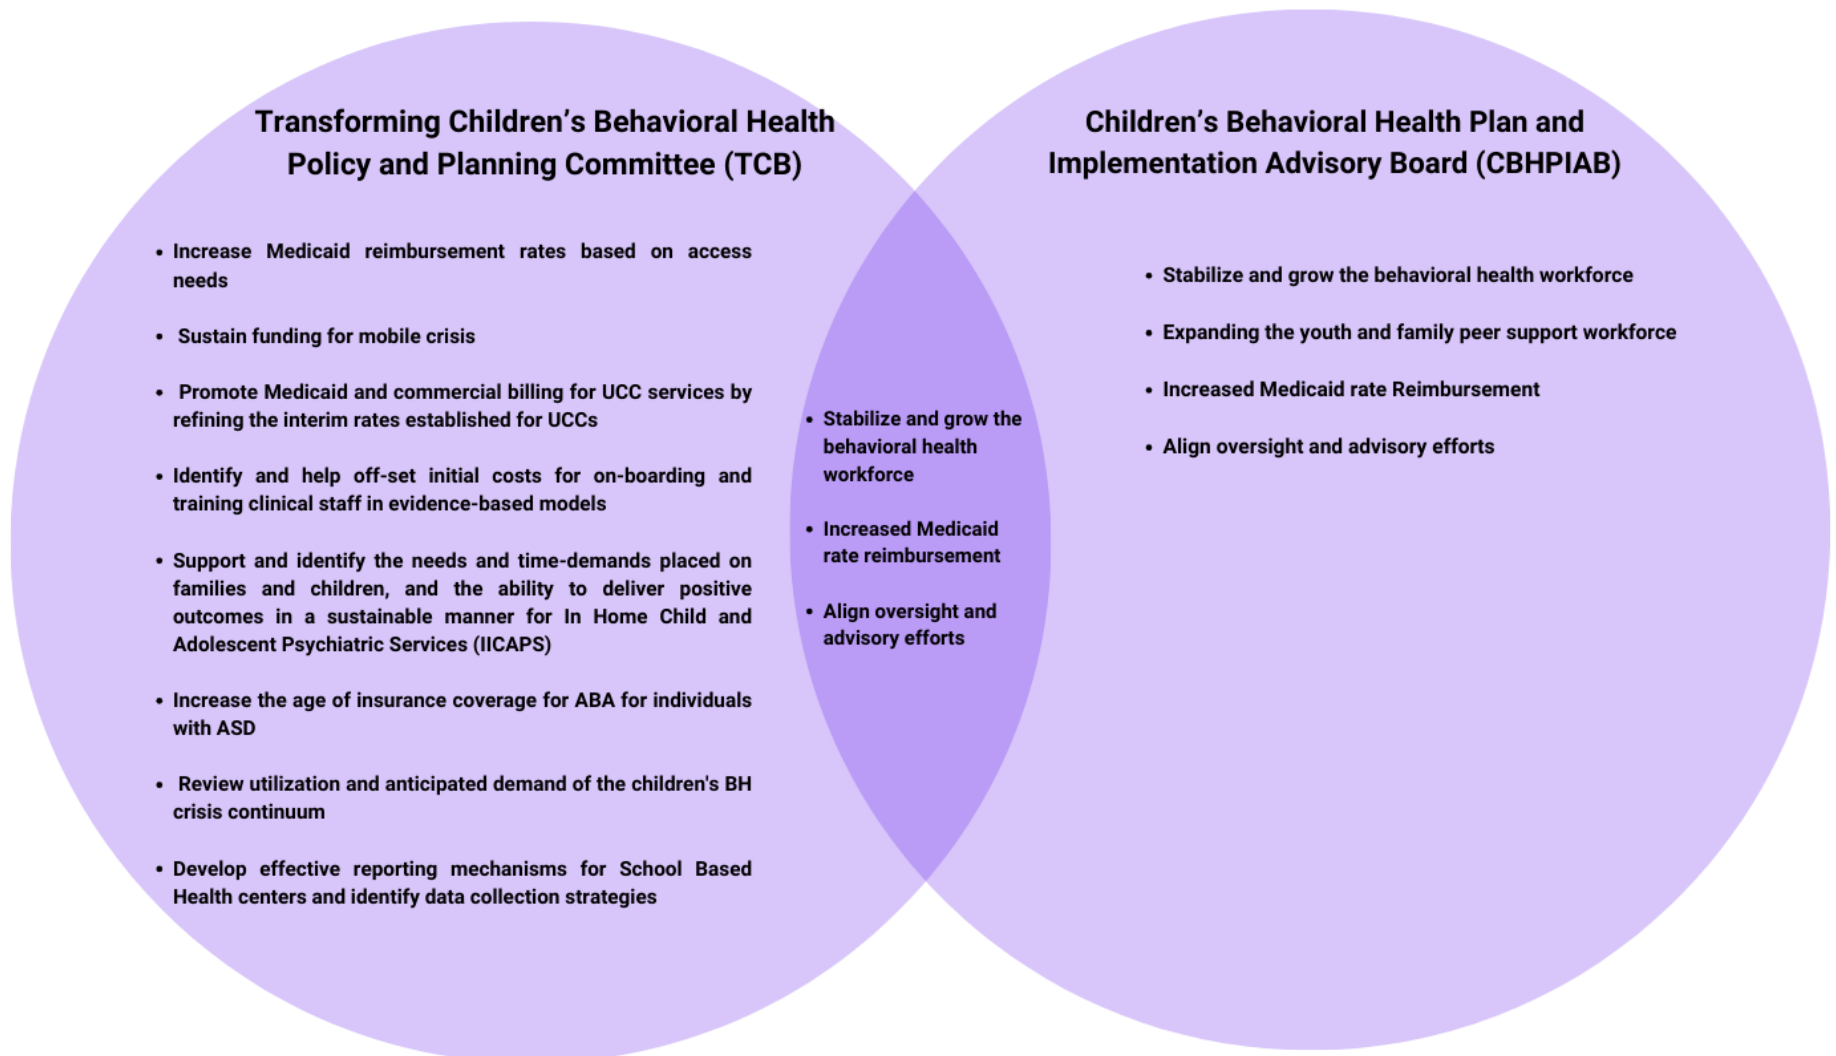 Transforming Children's Behavioral Health
Policy and Planning Committee (TCB)
• Increase Medicaid reimbursement rates based on access
needs
• Sustain funding for mobile crisis
• Promote Medicaid and commercial billing for UCC services by
refining the interim rates established for UCCs
• Identify and help off-set initial costs for on-boarding and
training clinical staff in evidence-based models
• Support and identify the needs and time-demands placed on
families and children, and the ability to deliver positive
outcomes in a sustainable manner for In Home Child and
Adolescent Psychiatric Services (IICAPS)
• Increase the age of insurance coverage for ABA for individuals
with ASD
• Review utilization and anticipated demand of the children's BH
crisis continuum
• Develop effective reporting mechanisms for School Based
Health centers and identify data collection strategies
• Stabilize and grow the
behavioral health
workforce
• Increased Medicaid
rate reimbursement
• Align oversight and
advisory efforts
Children's Behavioral Health Plan and
Implementation Advisory Board (CBHPIAB)
• Stabilize and grow the behavioral health workforce
• Expanding the youth and family peer support workforce
• Increased Medicaid rate Reimbursement
• Align oversight and advisory efforts